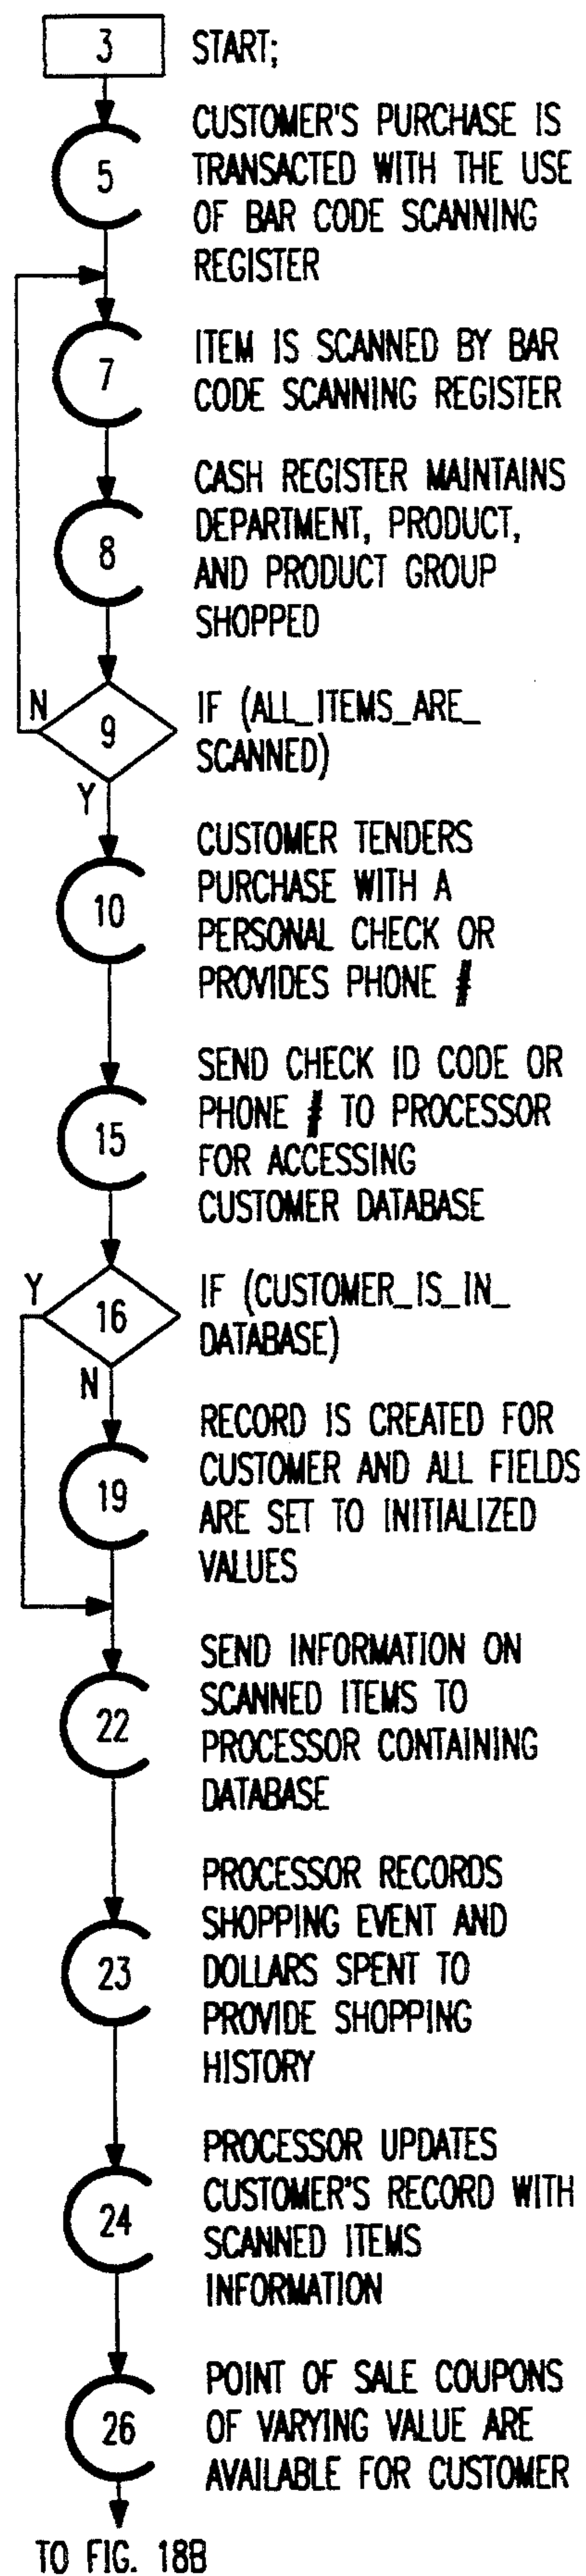 3 START;
5 CUSTOMER'S PURCHASE IS
TRANSACTED WITH THE USE
OF BAR CODE SCANNING
REGISTER
7 ITEM IS SCANNED BY BAR
CODE SCANNING REGISTER
8 CASH REGISTER MAINTAINS
DEPARTMENT, PRODUCT,
AND PRODUCT GROUP
SHOPPED
N 9 IF (ALL_ITEMS_ARE_
SCANNED)
Y
10 CUSTOMER TENDERS
PURCHASE WITH A
PERSONAL CHECK OR
PROVIDES PHONE #
15 SEND CHECK ID CODE OR
PHONE # TO PROCESSOR
FOR ACCESSING
CUSTOMER DATABASE
Y 16 IF (CUSTOMER_IS_IN_
DATABASE)
N
19 RECORD IS CREATED FOR
CUSTOMER AND ALL FIELDS
ARE SET TO INITIALIZED
VALUES
22 SEND INFORMATION ON
SCANNED ITEMS TO
PROCESSOR CONTAINING
DATABASE
23 PROCESSOR RECORDS
SHOPPING EVENT AND
DOLLARS SPENT TO
PROVIDE SHOPPING
HISTORY
24 PROCESSOR UPDATES
CUSTOMER'S RECORD WITH
SCANNED ITEMS
INFORMATION
26 POINT OF SALE COUPONS
OF VARYING VALUE ARE
AVAILABLE FOR CUSTOMER
TO FIG. 18B